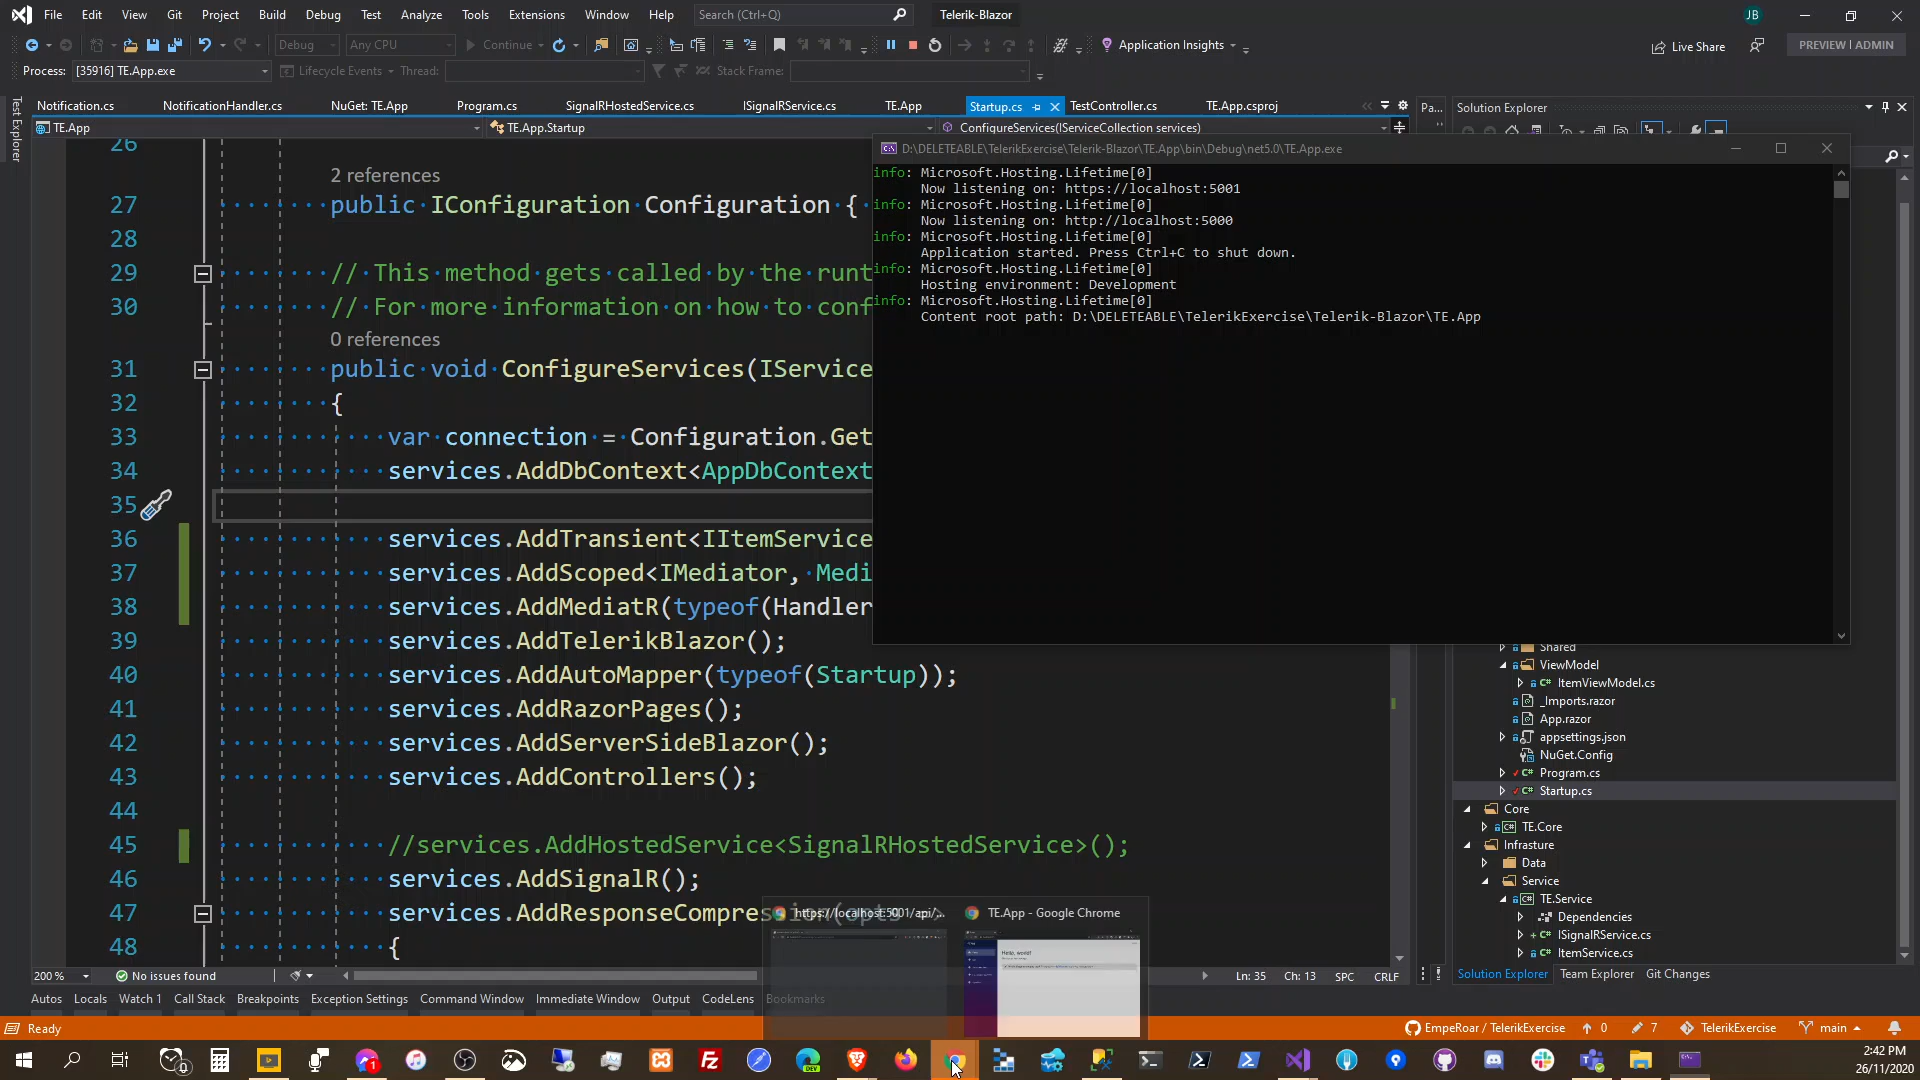 File Edit View Git Project Build Debug Test Analyze Tools Extensions Window Help Search (Ctrl+Q) Telerik-Blazor JB
Debug Any CPU Continue Application Insights Live Share PREVIEW | ADMIN
Process: [35916] TE.App.exe Lifecycle Events Thread: Stack Frame:
Test Explorer
Notification.cs NotificationHandler.cs NuGet: TE.App Program.cs SignalRHostedService.cs ISignalRService.cs TE.App Startup.cs TestController.cs TE.App.csproj Pa... Solution Explorer
TE.App TE.App.Startup ConfigureServices(IServiceCollection services)
26
2 references
27 public IConfiguration Configuration {
28
29 // This method gets called by the runt
30 // For more information on how to conf
0 references
31 public void ConfigureServices(IService
32 {
33 var connection = Configuration.Get
34 services.AddDbContext<AppDbContext
35
36 services.AddTransient<IItemService
37 services.AddScoped<IMediator, Medi
38 services.AddMediatR(typeof(Handler
39 services.AddTelerikBlazor();
40 services.AddAutoMapper(typeof(Startup));
41 services.AddRazorPages();
42 services.AddServerSideBlazor();
43 services.AddControllers();
44
45 //services.AddHostedService<SignalRHostedService>();
46 services.AddSignalR();
47 services.AddResponseCompression(opts
48 {
D:\DELETEABLE\TelerikExercise\Telerik-Blazor\TE.App\bin\Debug\net5.0\TE.App.exe
info: Microsoft.Hosting.Lifetime[0]
Now listening on: https://localhost:5001
info: Microsoft.Hosting.Lifetime[0]
Now listening on: http://localhost:5000
info: Microsoft.Hosting.Lifetime[0]
Application started. Press Ctrl+C to shut down.
info: Microsoft.Hosting.Lifetime[0]
Hosting environment: Development
info: Microsoft.Hosting.Lifetime[0]
Content root path: D:\DELETEABLE\TelerikExercise\Telerik-Blazor\TE.App
Shared
ViewModel
ItemViewModel.cs
_Imports.razor
App.razor
appsettings.json
NuGet.Config
Program.cs
Startup.cs
Core
TE.Core
Infrasture
Data
Service
TE.Service
Dependencies
ISignalRService.cs
ItemService.cs
Solution Explorer Team Explorer Git Changes
https://localhost:5001/api/... TE.App - Google Chrome
Hello, world!
200 % No issues found Ln: 35 Ch: 13 SPC CRLF
Autos Locals Watch 1 Call Stack Breakpoints Exception Settings Command Window Immediate Window Output CodeLens Bookmarks
Ready EmpeRoar / TelerikExercise 0 7 TelerikExercise main
2:42 PM
26/11/2020